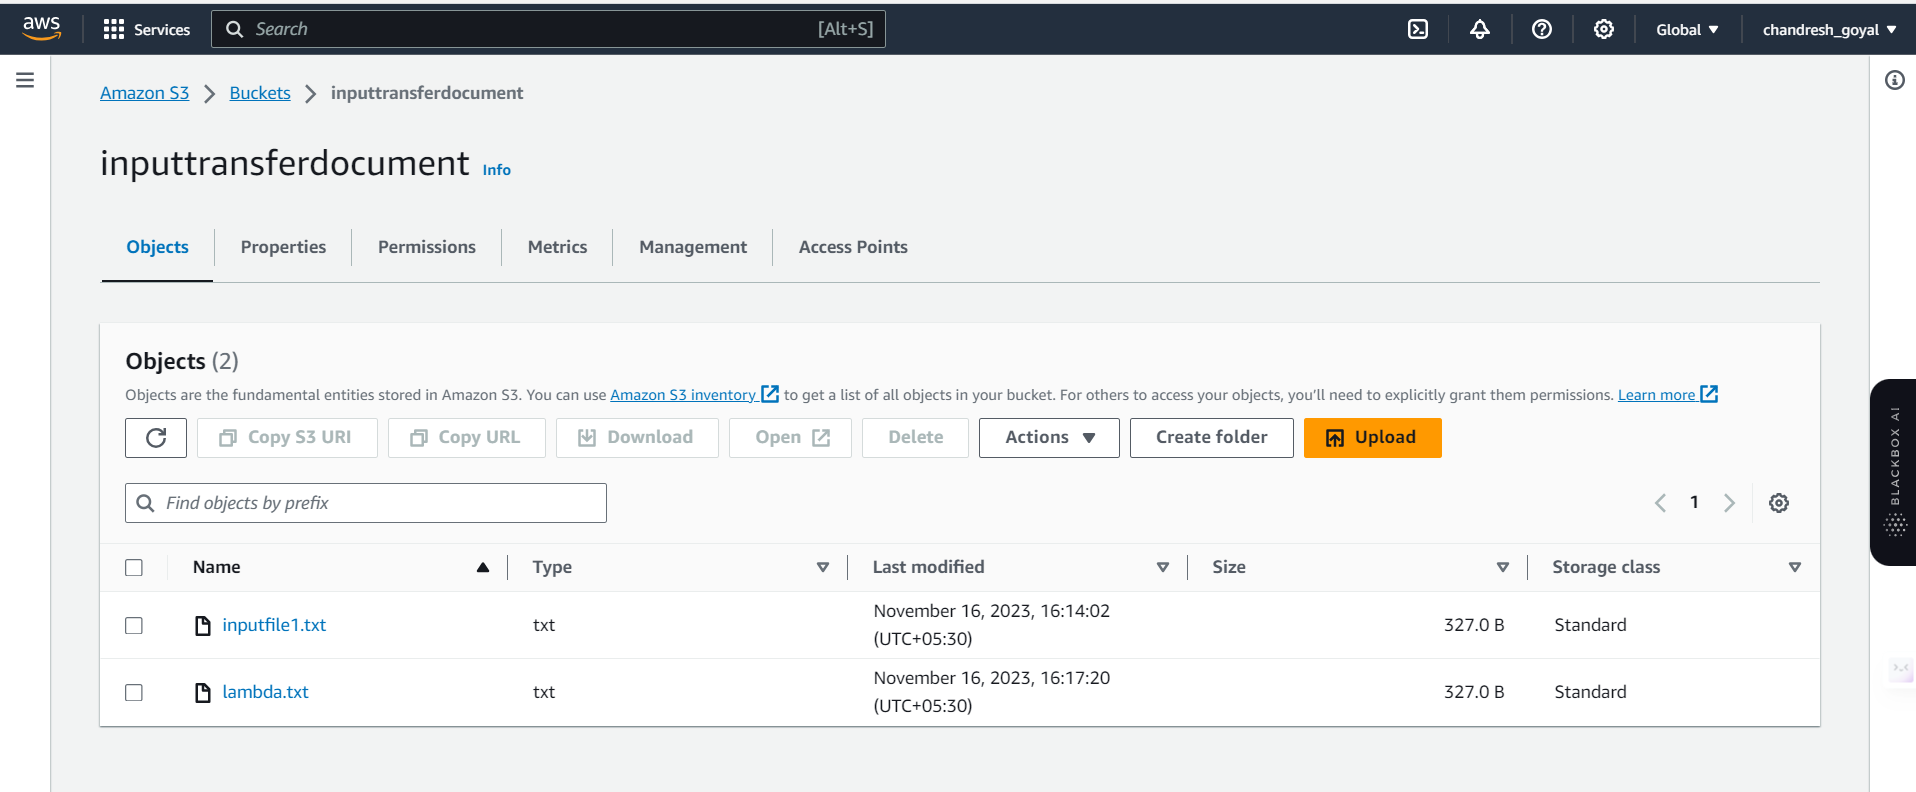 aws Services Search [Alt+S] Global chandresh_goyal
Amazon S3 Buckets inputtransferdocument
inputtransferdocument Info
Objects Properties Permissions Metrics Management Access Points
Objects (2)
Objects are the fundamental entities stored in Amazon S3. You can use Amazon S3 inventory to get a list of all objects in your bucket. For others to access your objects, you'll need to explicitly grant them permissions. Learn more
Copy S3 URI Copy URL Download Open Delete Actions Create folder Upload
Find objects by prefix 1
Name Type Last modified Size Storage class
inputfile1.txt txt November 16, 2023, 16:14:02 (UTC+05:30) 327.0 B Standard
lambda.txt txt November 16, 2023, 16:17:20 (UTC+05:30) 327.0 B Standard
BLACKBOX AI